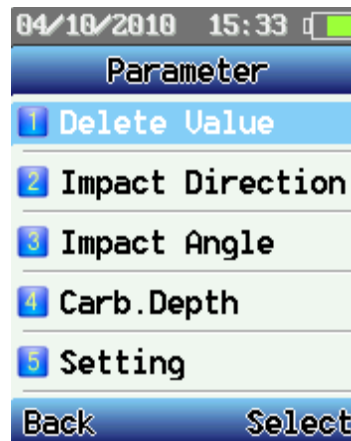 04/10/2010 15:33
Parameter
1 Delete Value
2 Impact Direction
3 Impact Angle
4 Carb.Depth
5 Setting
Back Select